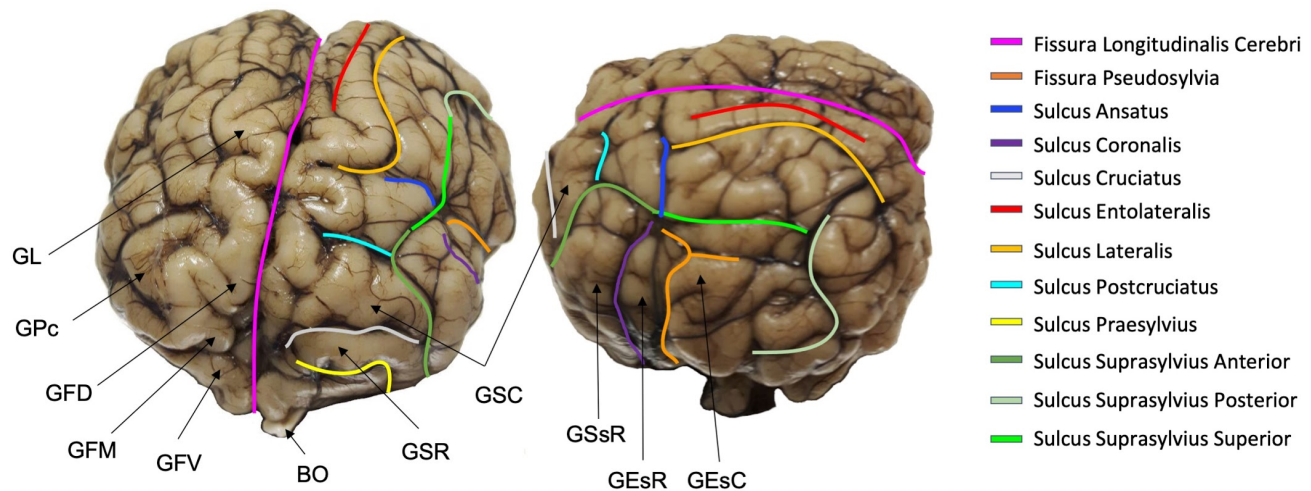 GL
GPc
GFD
GFM
GFV
BO
GSR
GSC
GSsR
GEsR
GEsC
Fissura Longitudinalis Cerebri
Fissura Pseudosylvia
Sulcus Ansatus
Sulcus Coronalis
Sulcus Cruciatus
Sulcus Entolateralis
Sulcus Lateralis
Sulcus Postcruciatus
Sulcus Praesylvius
Sulcus Suprasylvius Anterior
Sulcus Suprasylvius Posterior
Sulcus Suprasylvius Superior